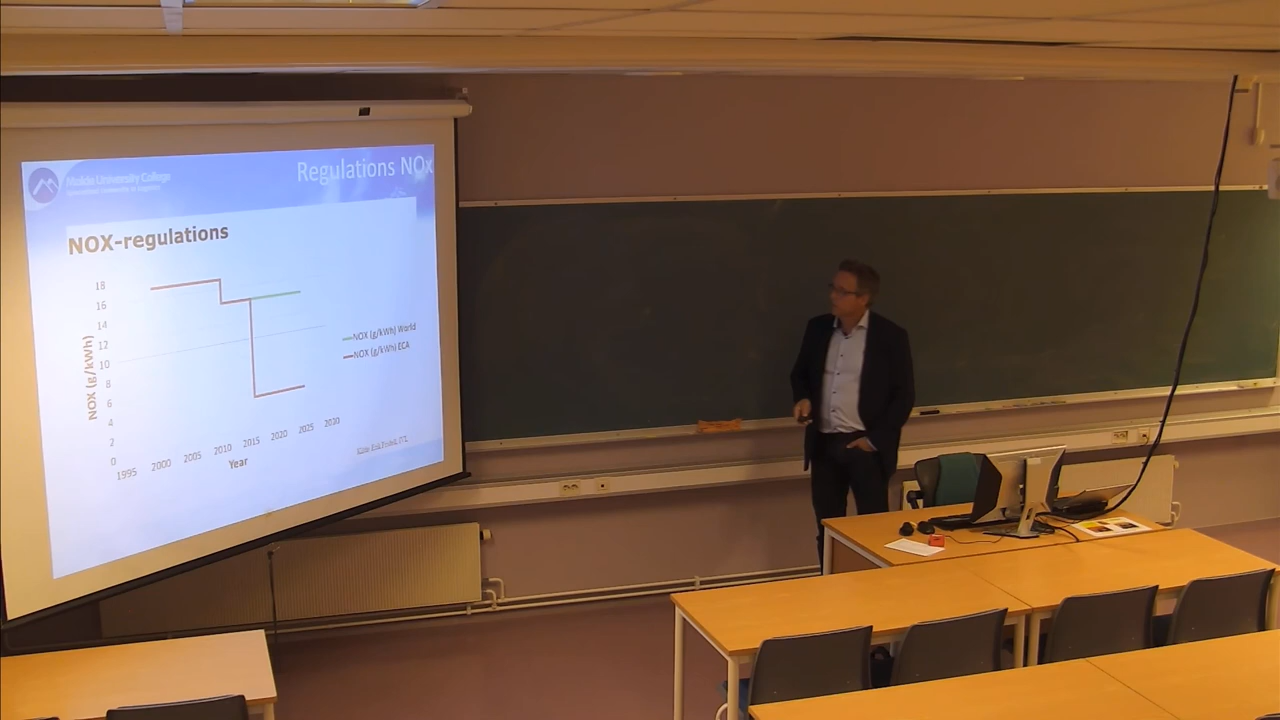 Molde University College
Regulations NOx
NOX-regulations
18
16
14
12
10
8
6
4
2
0
NOX (g/kWh)
1995 2000 2005 2010 2015 2020 2025 2030
Year
NOX (g/kWh) World
NOX (g/kWh) ECA